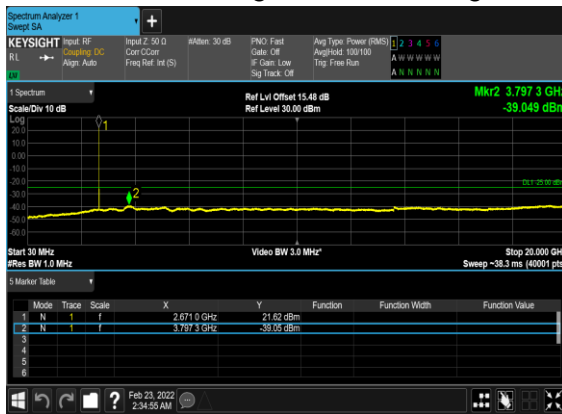 Spectrum Analyzer 1
Swept SA
+
KEYSIGHT Input: RF Input Z: 50 Ω #Atten: 30 dB PNO: Fast Avg Type: Power (RMS) 1 2 3 4 5 6
RL Coupling: DC Corr CCorr Gate: Off Avg|Hold: 100/100 A W W W W W
Align: Auto Freq Ref: Int (S) IF Gain: Low Trig: Free Run
LXI Sig Track: Off A N N N N N
1 Spectrum Ref Lvl Offset 15.48 dB Mkr2 3.797 3 GHz
Scale/Div 10 dB Ref Level 30.00 dBm -39.049 dBm
Log
20.0
10.0
0.00
-10.0
-20.0
-30.0
-40.0
-50.0
-60.0
1
2
DL1 -25.00 dBm
Start 30 MHz Video BW 3.0 MHz* Stop 20.000 GHz
#Res BW 1.0 MHz Sweep ~38.3 ms (40001 pts)
5 Marker Table
Mode Trace Scale X Y Function Function Width Function Value
1 N 1 f 2.671 0 GHz 21.62 dBm
2 N 1 f 3.797 3 GHz -39.05 dBm
3
4
5
6
? Feb 23, 2022
2:34:55 AM